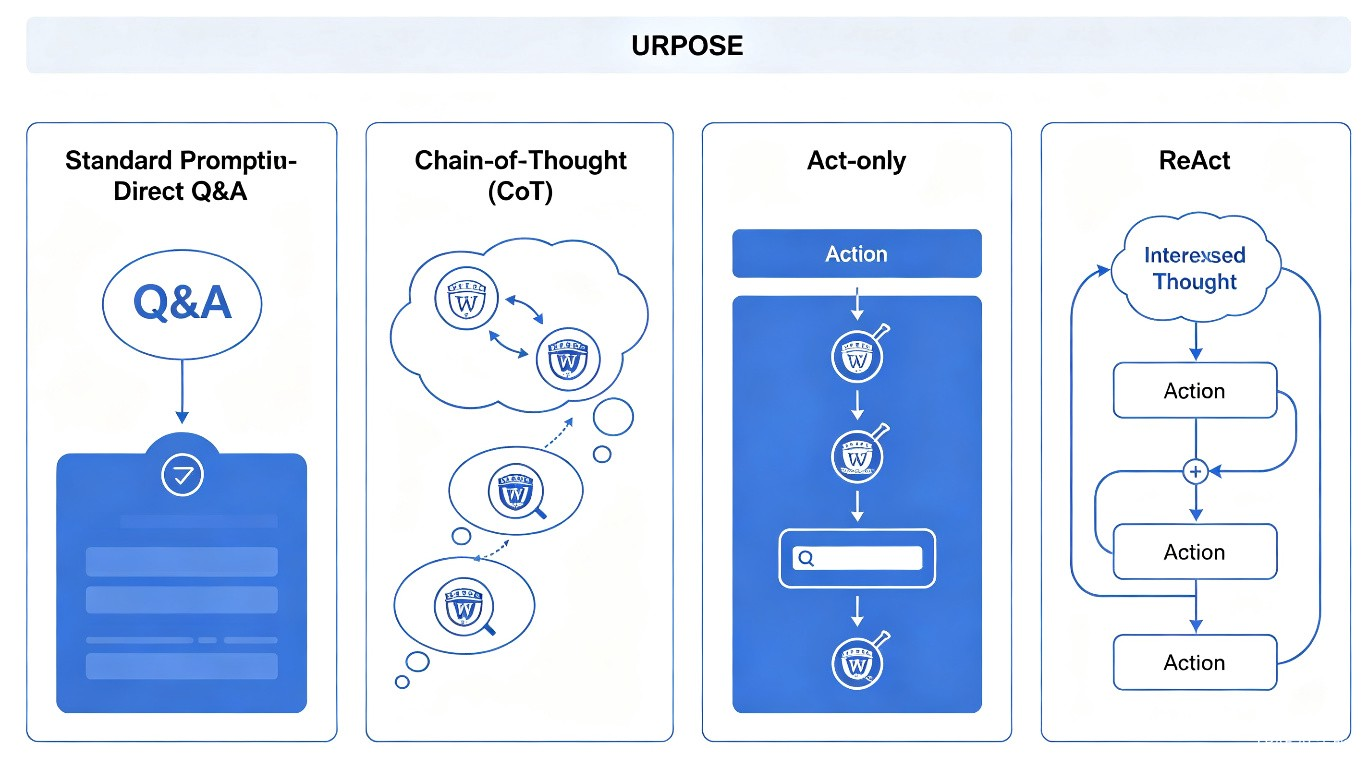 URPOSE
Standard Promptiu-
Direct Q&A
Q&A
Chain-of-Thought
(CoT)
W
W
W
W
Act-only
Action
W
W
W
ReAct
Interexsed
Thought
Action
Action
Action